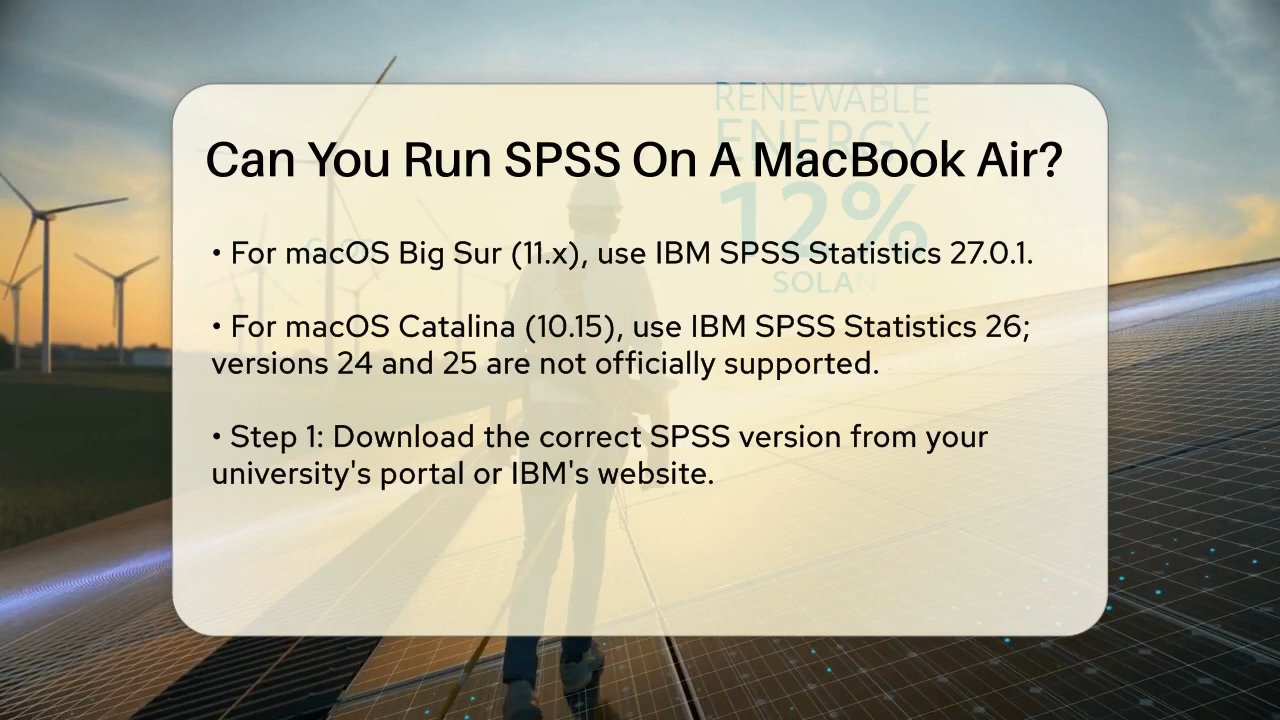 RENEWABLE
ENERGY
Can You Run SPSS On A MacBook Air?
12%
• For macOS Big Sur (11.x), use IBM SPSS Statistics 27.0.1.
SOLAN
• For macOS Catalina (10.15), use IBM SPSS Statistics 26;
versions 24 and 25 are not officially supported.
• Step 1: Download the correct SPSS version from your
university's portal or IBM's website.